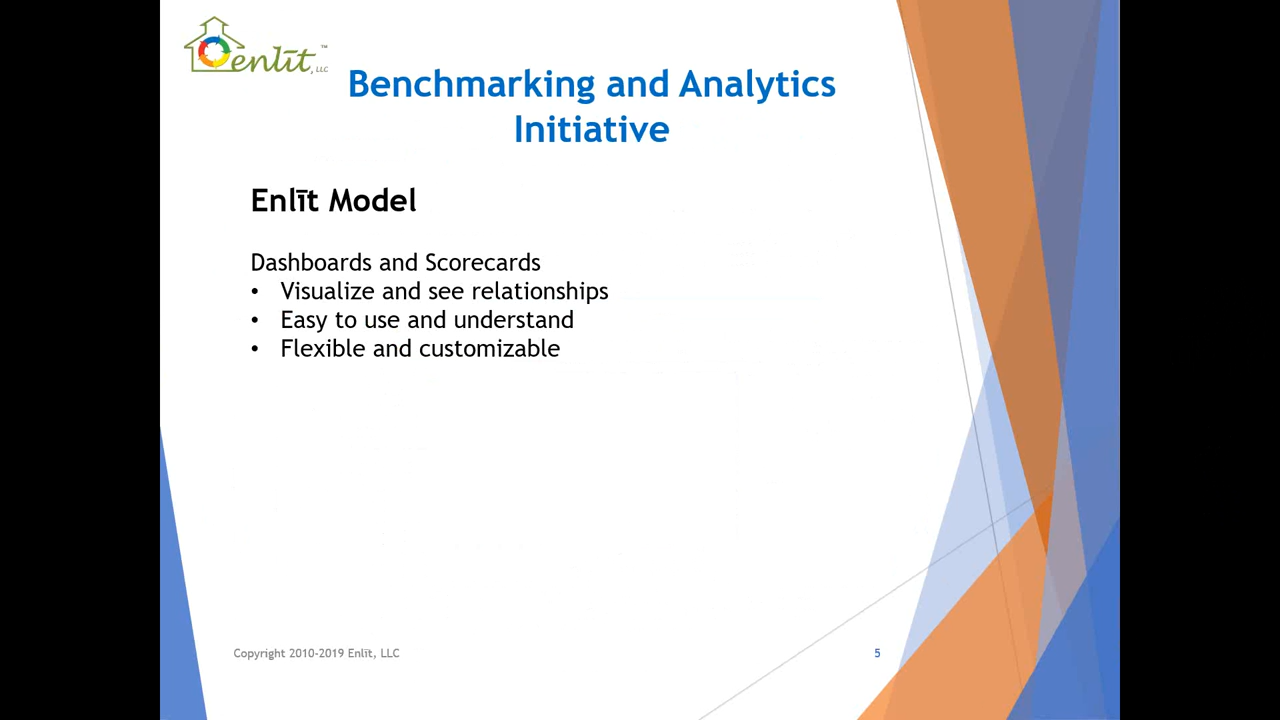 enlīt, LLC ™
Benchmarking and Analytics
Initiative
Enlīt Model
Dashboards and Scorecards
• Visualize and see relationships
• Easy to use and understand
• Flexible and customizable
Copyright 2010-2019 Enlīt, LLC
5